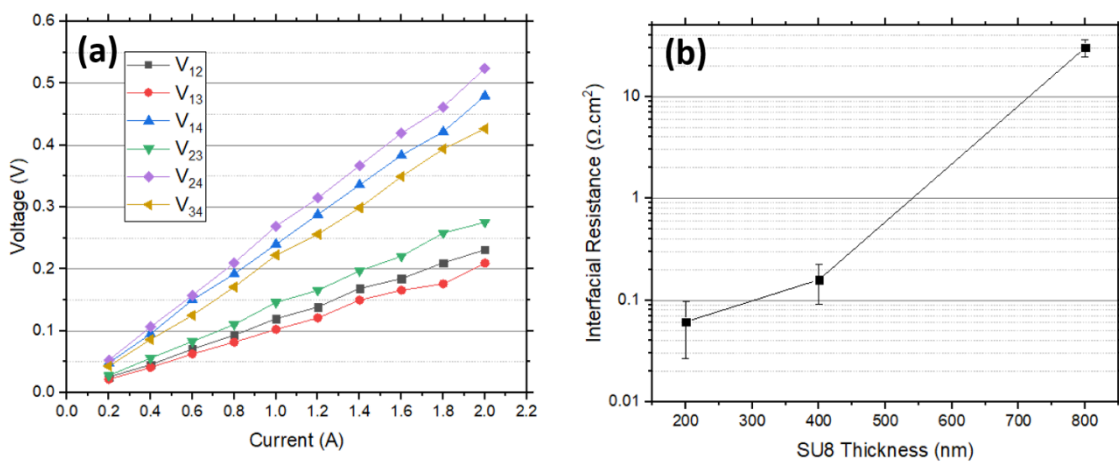 (a)
V12
V13
V14
V23
V24
V34
Voltage (V)
0.6
0.5
0.4
0.3
0.2
0.1
0.0
0.0 0.2 0.4 0.6 0.8 1.0 1.2 1.4 1.6 1.8 2.0 2.2
Current (A)
(b)
Interfacial Resistance (Ω.cm²)
10
1
0.1
0.01
200 300 400 500 600 700 800
SU8 Thickness (nm)